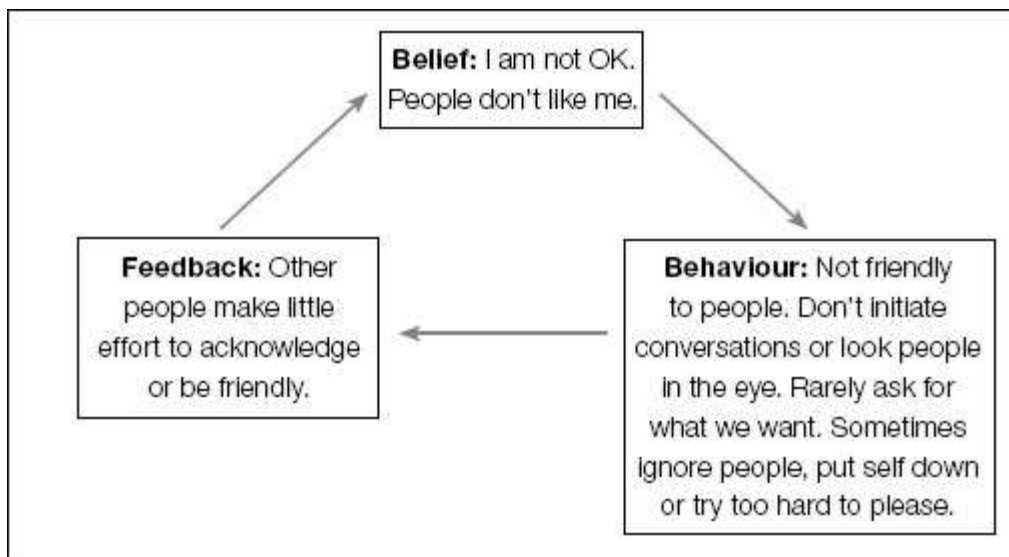 Belief: I am not OK.
People don't like me.
Feedback: Other
people make little
effort to acknowledge
or be friendly.
Behaviour: Not friendly
to people. Don't initiate
conversations or look people
in the eye. Rarely ask for
what we want. Sometimes
ignore people, put self down
or try too hard to please.